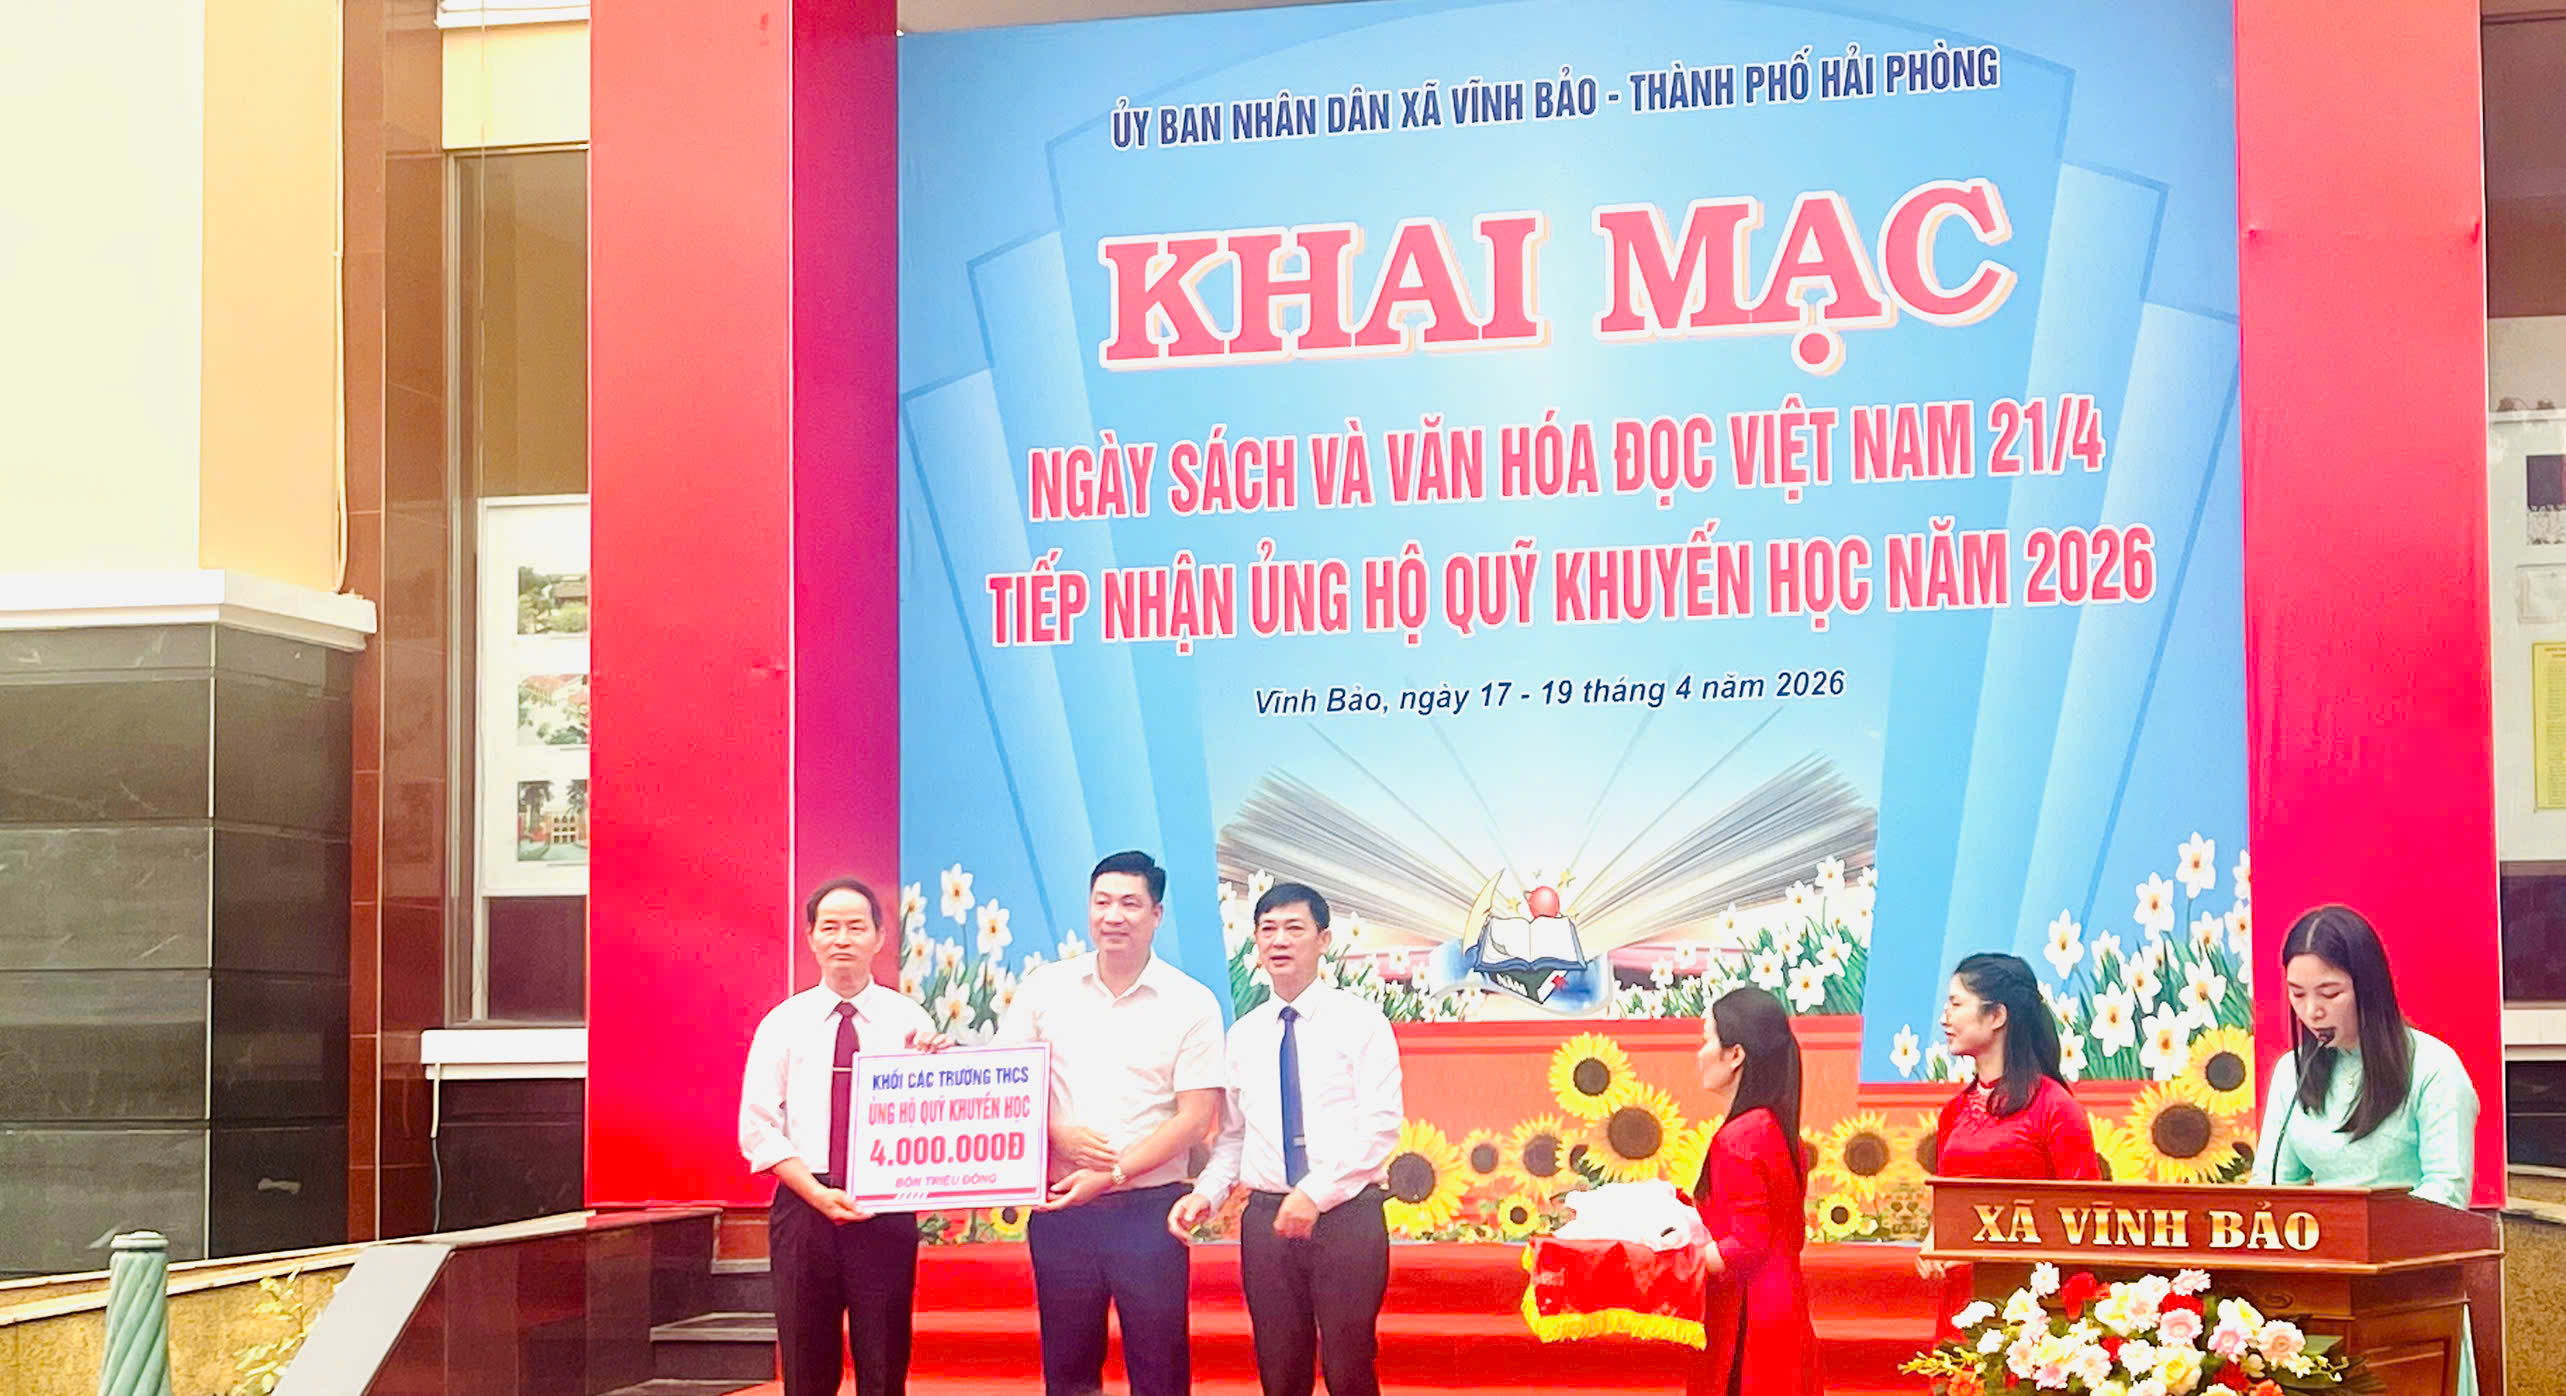 ỦY BAN NHÂN DÂN XÃ VĨNH BẢO - THÀNH PHỐ HẢI PHÒNG
KHAI MẠC
NGÀY SÁCH VÀ VĂN HÓA ĐỌC VIỆT NAM 21/4
TIẾP NHẬN ỦNG HỘ QUỸ KHUYẾN HỌC NĂM 2026
Vĩnh Bảo, ngày 17 - 19 tháng 4 năm 2026
KHỐI CÁC TRƯỜNG THCS
ỦNG HỘ QUỸ KHUYẾN HỌC
4.000.000Đ
BỐN TRIỆU ĐỒNG
XÃ VĨNH BẢO